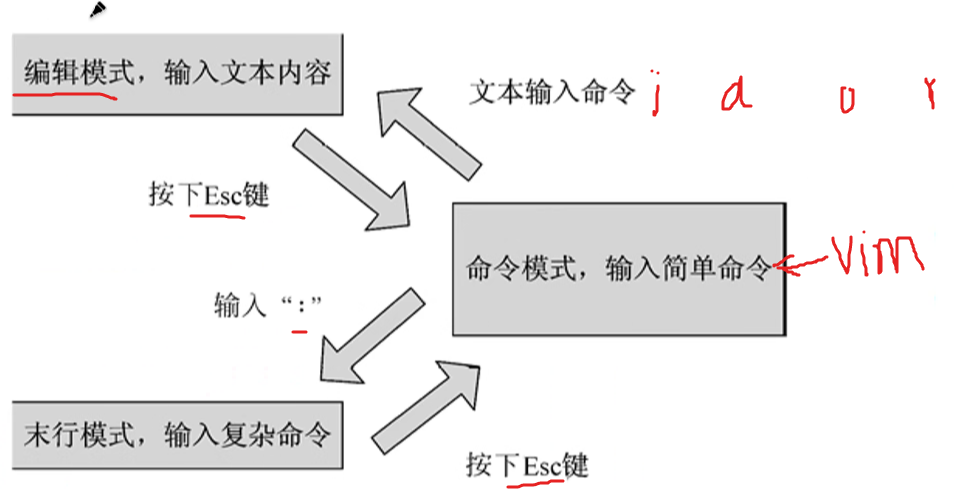 编辑模式，输入文本内容
文本输入命令 i a o r
按下Esc键
命令模式，输入简单命令 vim
输入“:”
末行模式，输入复杂命令
按下Esc键